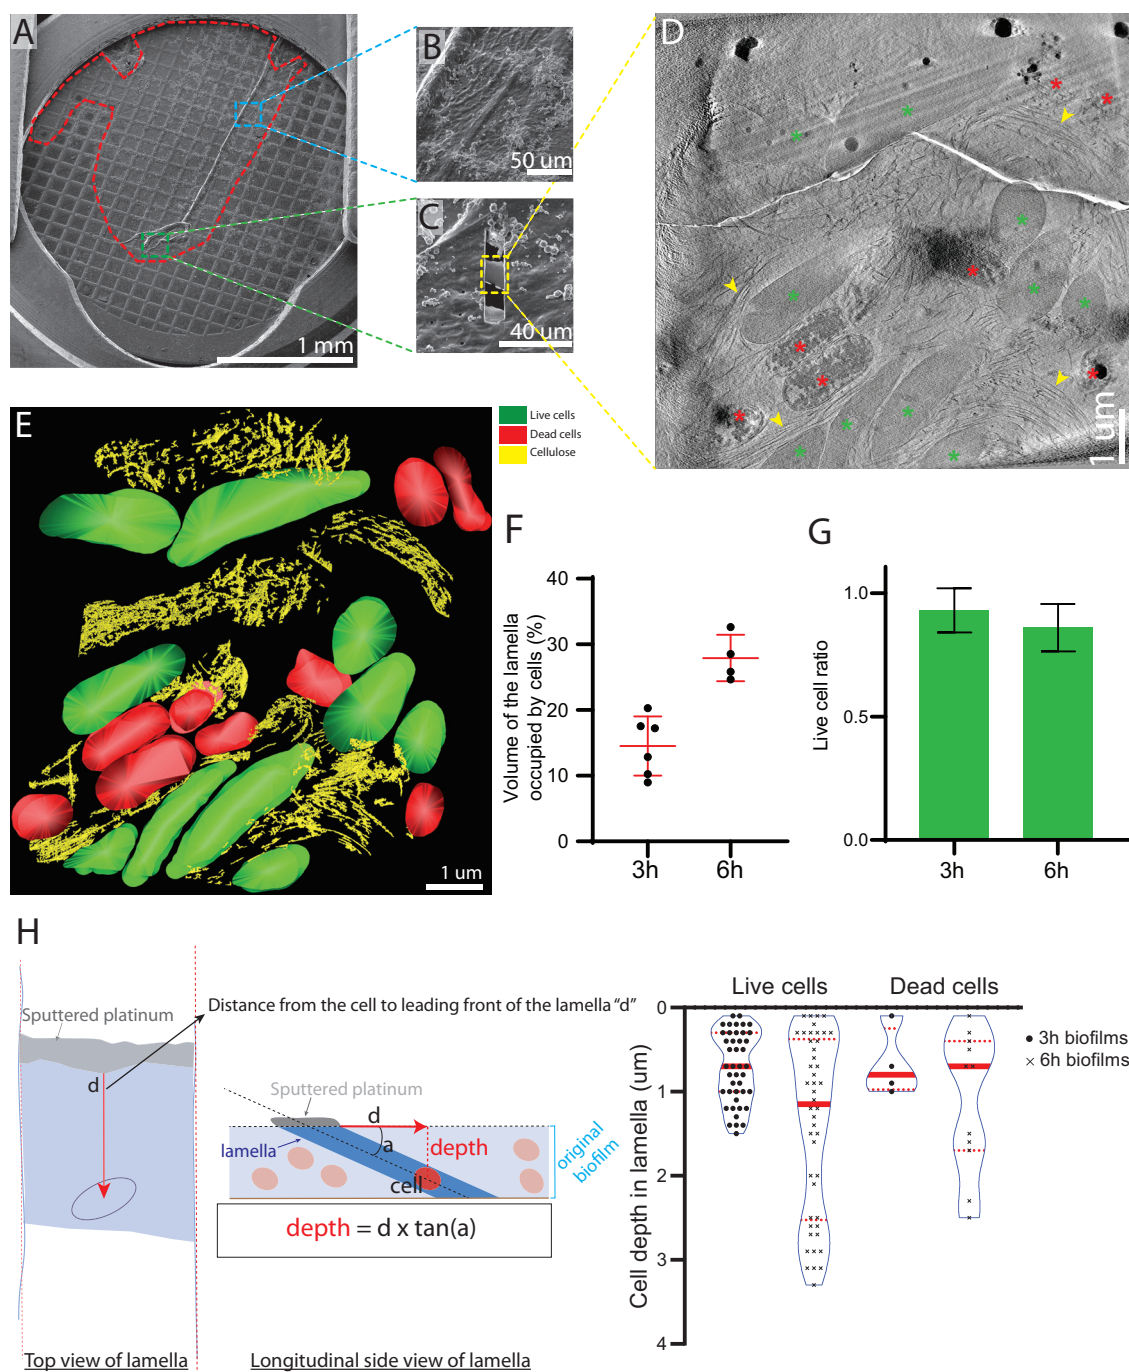 A
1 mm
B
50 um
C
40 um
D
1 um
E
1 um
Live cells
Dead cells
Cellulose
F
Volume of the lamella
occupied by cells (%)
40
30
20
10
0
3h
6h
G
Live cell ratio
1.0
0.5
0.0
3h
6h
H
Sputtered platinum
d
Distance from the cell to leading front of the lamella "d"
Top view of lamella
Sputtered platinum
d
lamella
a
depth
cell
original
biofilm
depth = d x tan(a)
Longitudinal side view of lamella
Live cells
Dead cells
Cell depth in lamella (um)
0
1
2
3
4
3h biofilms
× 6h biofilms